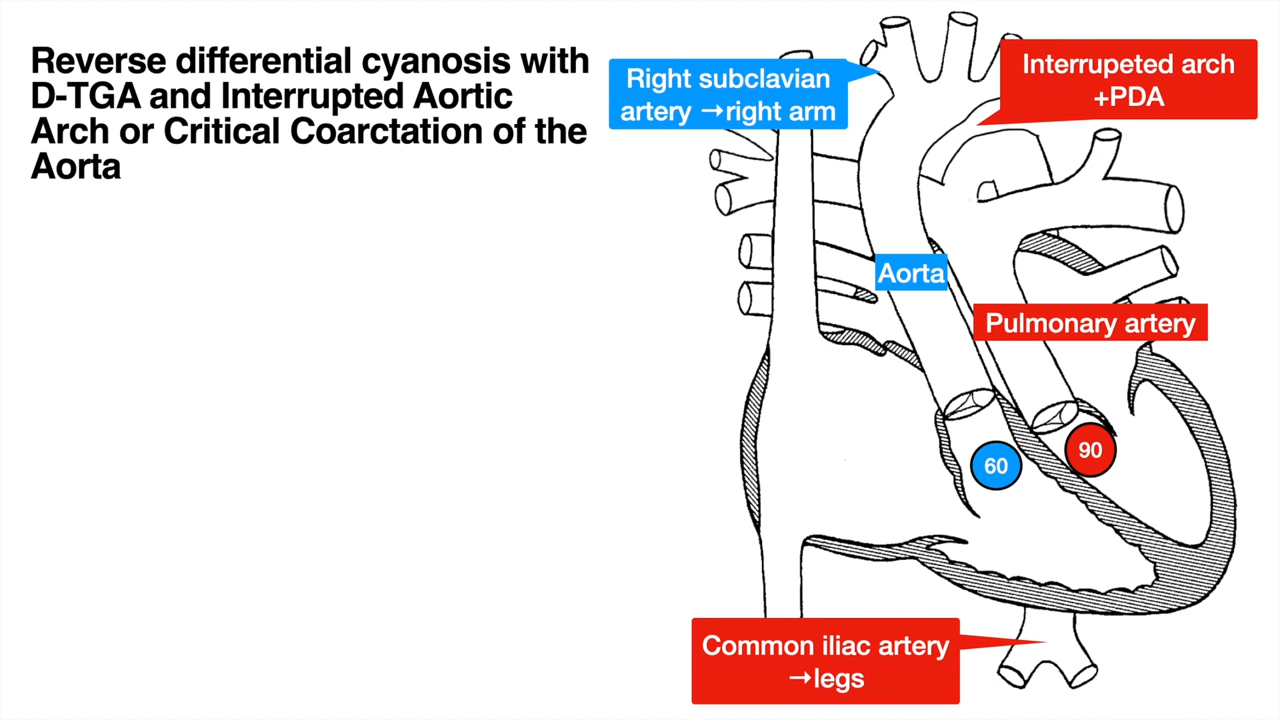 Reverse differential cyanosis with
D-TGA and Interrupted Aortic
Arch or Critical Coarctation of the
Aorta
Right subclavian
artery →right arm
Interrupeted arch
+PDA
Aorta
Pulmonary artery
60
90
Common iliac artery
→legs